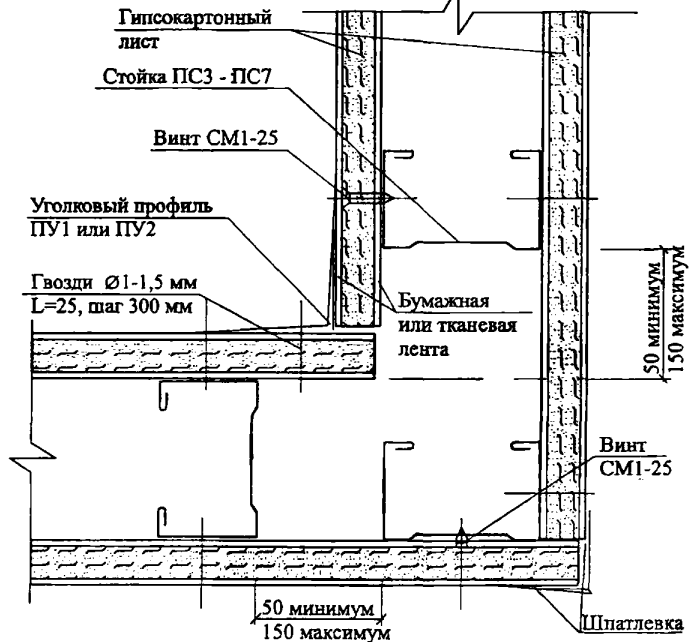 Гипсокартонный
лист
Стойка ПС3 - ПС7
Винт СМ1-25
Уголковый профиль
ПУ1 или ПУ2
Гвозди Ø1-1,5 мм
L=25, шаг 300 мм
Бумажная
или тканевая
лента
50 минимум
150 максимум
Винт
СМ1-25
50 минимум
150 максимум
Шпатлевка